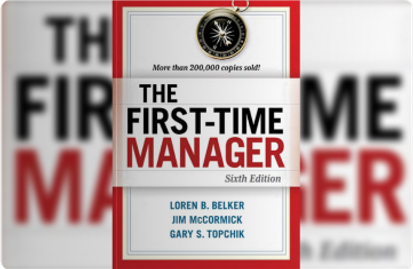 More than 200,000 copies sold!
THE
FIRST-TIME
MANAGER
Sixth Edition
LOREN B. BELKER
JIM McCORMICK
GARY S. TOPCHIK